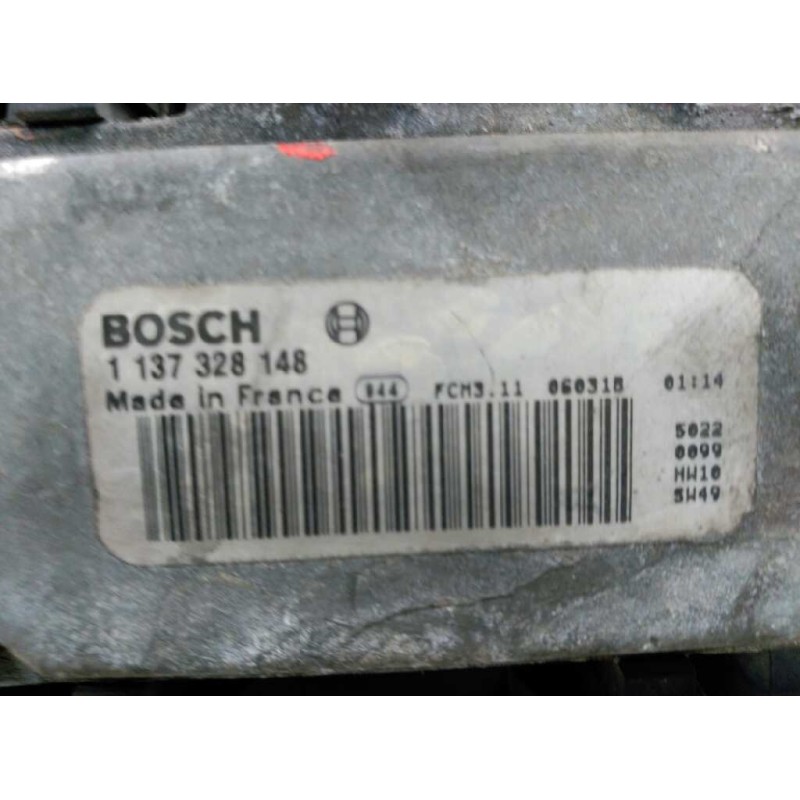 BOSCH
1 137 328 148
Made in France 944 FCM3.11 060318 01:14
5022
0099
HW10
SW49